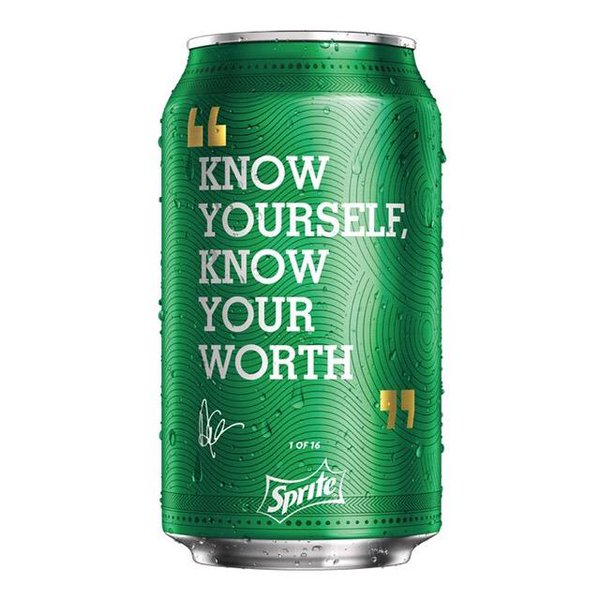 “
KNOW
YOURSELF,
KNOW
YOUR
WORTH
”
1 OF 16
Sprite